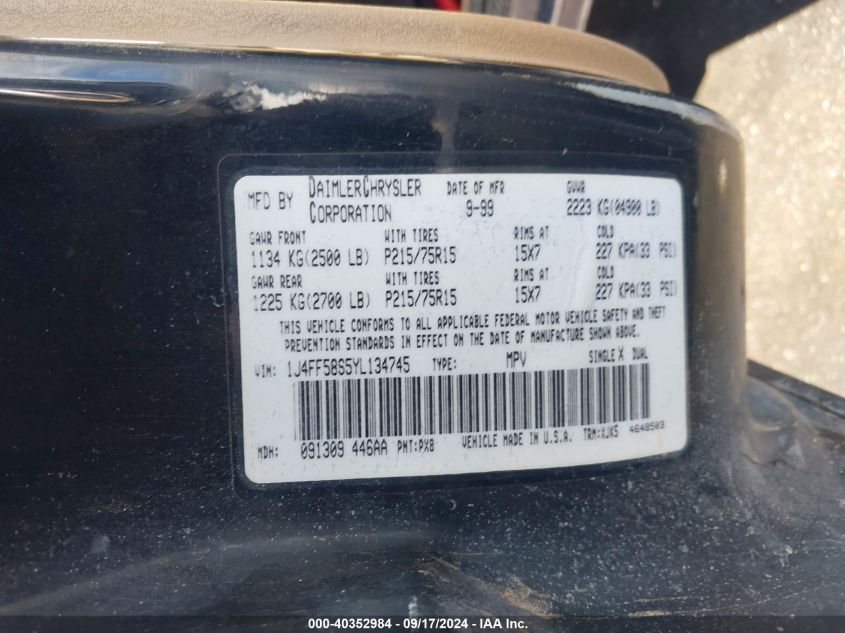 MFD BY DAIMLERCHRYSLER CORPORATION DATE OF MFR 9-99 GVWR 2223 KG(04900 LB)
GAWR FRONT WITH TIRES RIMS AT COLD
1134 KG(2500 LB) P215/75R15 15X7 227 KPA(33 PSI)
GAWR REAR WITH TIRES RIMS AT COLD
1225 KG(2700 LB) P215/75R15 15X7 227 KPA(33 PSI)
THIS VEHICLE CONFORMS TO ALL APPLICABLE FEDERAL MOTOR VEHICLE SAFETY AND THEFT
PREVENTION STANDARDS IN EFFECT ON THE DATE OF MANUFACTURE SHOWN ABOVE.
VIN: 1J4FF58S5YL134745 TYPE: MPV SINGLE X DUAL
MDH: 091309 446AA PNT:PX8 VEHICLE MADE IN U.S.A. TRM:XJK5 4648503
000-40352984 - 09/17/2024 - IAA Inc.